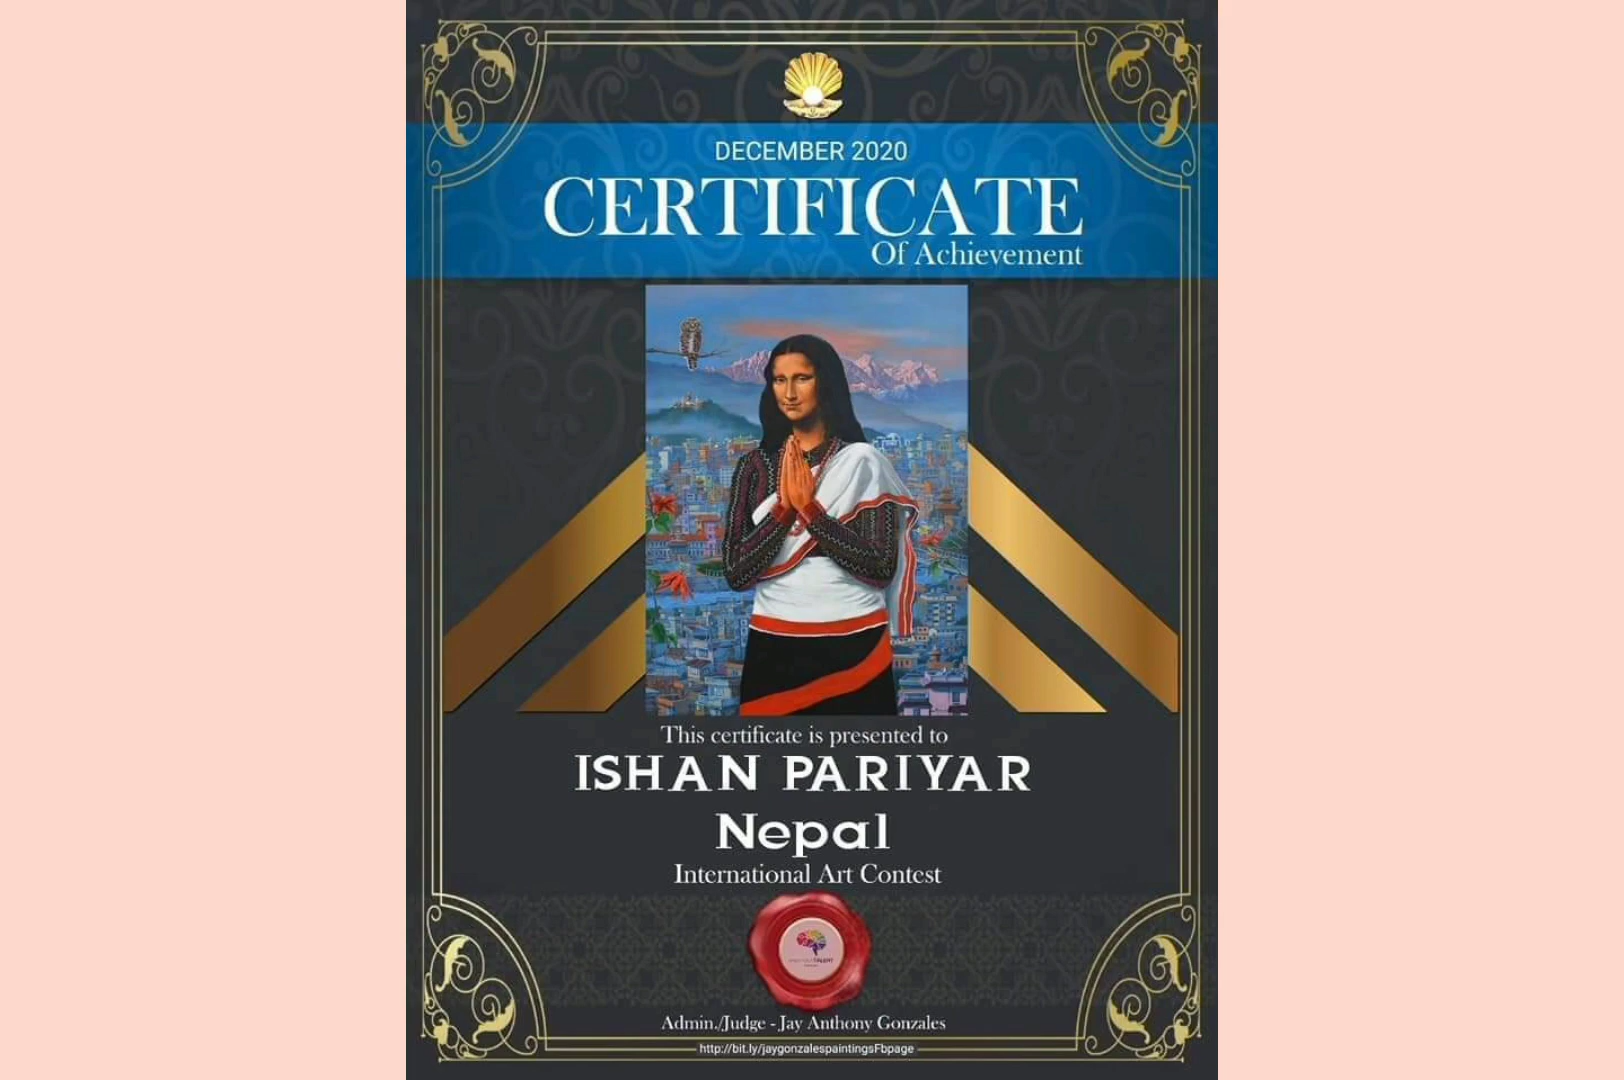 DECEMBER 2020
CERTIFICATE
Of Achievement
This certificate is presented to
ISHAN PARIYAR
Nepal
International Art Contest
TALENT
Admin./Judge - Jay Anthony Gonzales
http://bit.ly/jaygonzalespaintingsFbpage